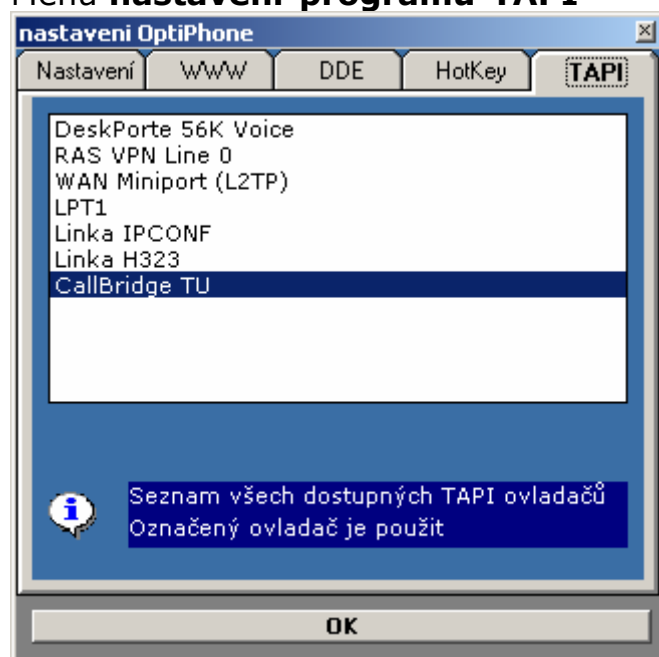 Menu nastavení programu TAPI
nastaveni OptiPhone
Nastavení WWW DDE HotKey TAPI
DeskPorte 56K Voice
RAS VPN Line 0
WAN Miniport (L2TP)
LPT1
Linka IPCONF
Linka H323
CallBridge TU
Seznam všech dostupných TAPI ovladačů
Označený ovladač je použit
OK